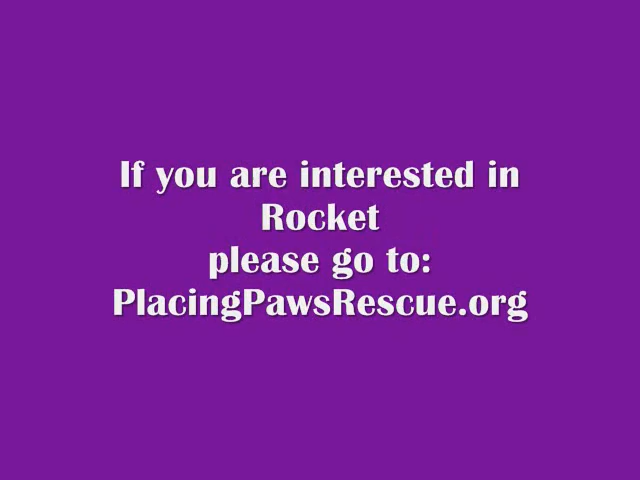 If you are interested in
Rocket
please go to:
PlacingPawsRescue.org